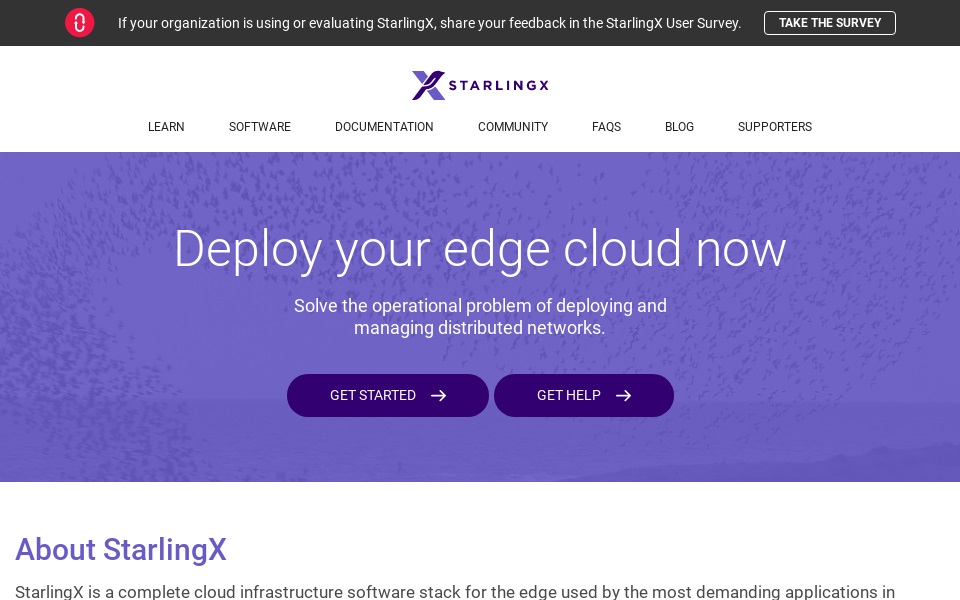 If your organization is using or evaluating StarlingX, share your feedback in the StarlingX User Survey.
TAKE THE SURVEY
STARLINGX
LEARN
SOFTWARE
DOCUMENTATION
COMMUNITY
FAQS
BLOG
SUPPORTERS
Deploy your edge cloud now
Solve the operational problem of deploying and
managing distributed networks.
GET STARTED
GET HELP
About StarlingX
StarlingX is a complete cloud infrastructure software stack for the edge used by the most demanding applications in